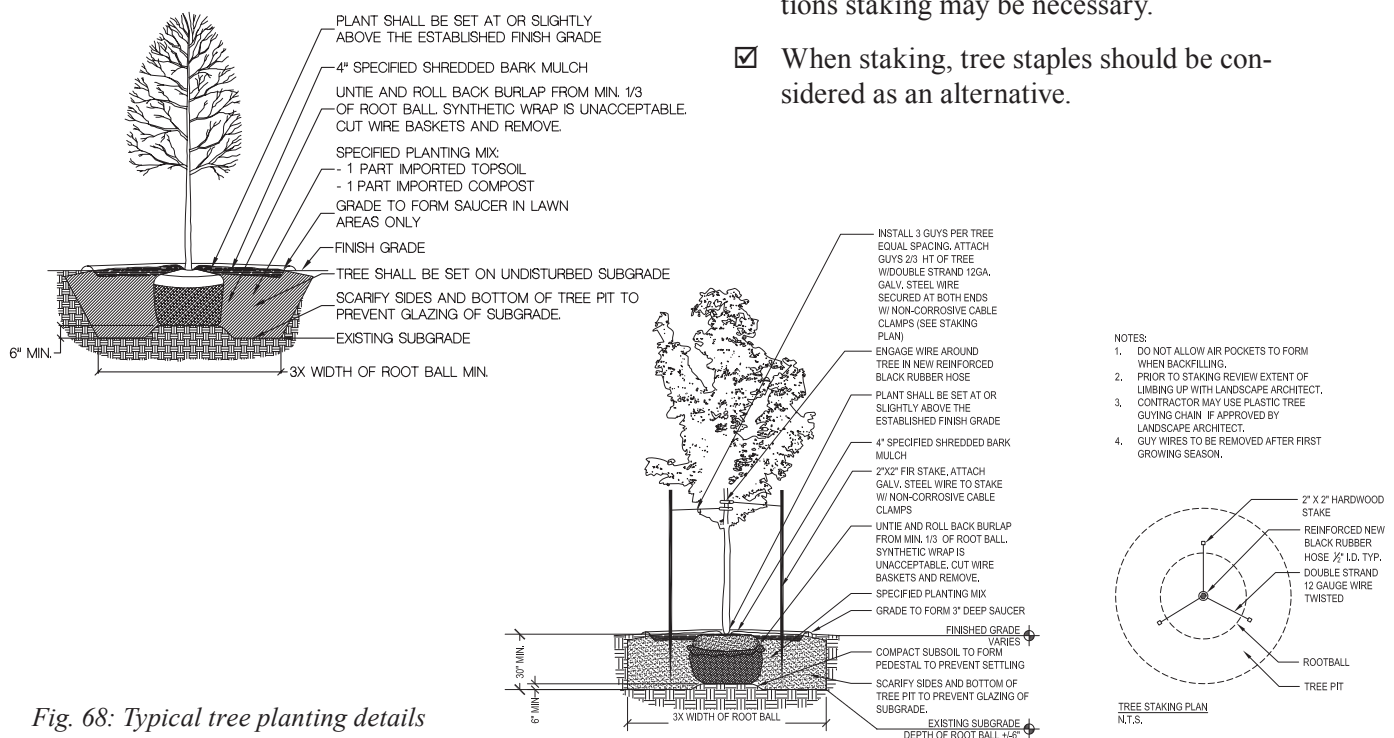 tions staking may be necessary.
☑ When staking, tree staples should be con-
sidered as an alternative.
PLANT SHALL BE SET AT OR SLIGHTLY
ABOVE THE ESTABLISHED FINISH GRADE
4" SPECIFIED SHREDDED BARK MULCH
UNTIE AND ROLL BACK BURLAP FROM MIN. 1/3
OF ROOT BALL. SYNTHETIC WRAP IS UNACCEPTABLE.
CUT WIRE BASKETS AND REMOVE.
SPECIFIED PLANTING MIX:
- 1 PART IMPORTED TOPSOIL
- 1 PART IMPORTED COMPOST
GRADE TO FORM SAUCER IN LAWN
AREAS ONLY
FINISH GRADE
TREE SHALL BE SET ON UNDISTURBED SUBGRADE
SCARIFY SIDES AND BOTTOM OF TREE PIT TO
PREVENT GLAZING OF SUBGRADE.
EXISTING SUBGRADE
6" MIN.
3X WIDTH OF ROOT BALL MIN.
INSTALL 3 GUYS PER TREE
EQUAL SPACING. ATTACH
GUYS 2/3 HT OF TREE
W/DOUBLE STRAND 12GA.
GALV. STEEL WIRE
SECURED AT BOTH ENDS
W/ NON-CORROSIVE CABLE
CLAMPS (SEE STAKING
PLAN)
ENGAGE WIRE AROUND
TREE IN NEW REINFORCED
BLACK RUBBER HOSE
PLANT SHALL BE SET AT OR
SLIGHTLY ABOVE THE
ESTABLISHED FINISH GRADE
4" SPECIFIED SHREDDED BARK
MULCH
2"X2" FIR STAKE, ATTACH
GALV. STEEL WIRE TO STAKE
W/ NON-CORROSIVE CABLE
CLAMPS
UNTIE AND ROLL BACK BURLAP
FROM MIN. 1/3 OF ROOT BALL.
SYNTHETIC WRAP IS
UNACCEPTABLE. CUT WIRE
BASKETS AND REMOVE.
SPECIFIED PLANTING MIX
GRADE TO FORM 3" DEEP SAUCER
FINISHED GRADE
VARIES
COMPACT SUBSOIL TO FORM
PEDESTAL TO PREVENT SETTLING
SCARIFY SIDES AND BOTTOM OF
TREE PIT TO PREVENT GLAZING OF
SUBGRADE.
EXISTING SUBGRADE
DEPTH OF ROOT BALL +/-6"
30" MIN.
6" MIN
3X WIDTH OF ROOT BALL
NOTES:
1. DO NOT ALLOW AIR POCKETS TO FORM
WHEN BACKFILLING.
2. PRIOR TO STAKING REVIEW EXTENT OF
LIMBING UP WITH LANDSCAPE ARCHITECT.
3. CONTRACTOR MAY USE PLASTIC TREE
GUYING CHAIN IF APPROVED BY
LANDSCAPE ARCHITECT.
4. GUY WIRES TO BE REMOVED AFTER FIRST
GROWING SEASON.
2" X 2" HARDWOOD
STAKE
REINFORCED NEW
BLACK RUBBER
HOSE ½" I.D. TYP.
DOUBLE STRAND
12 GAUGE WIRE
TWISTED
ROOTBALL
TREE PIT
TREE STAKING PLAN
N.T.S.
Fig. 68: Typical tree planting details